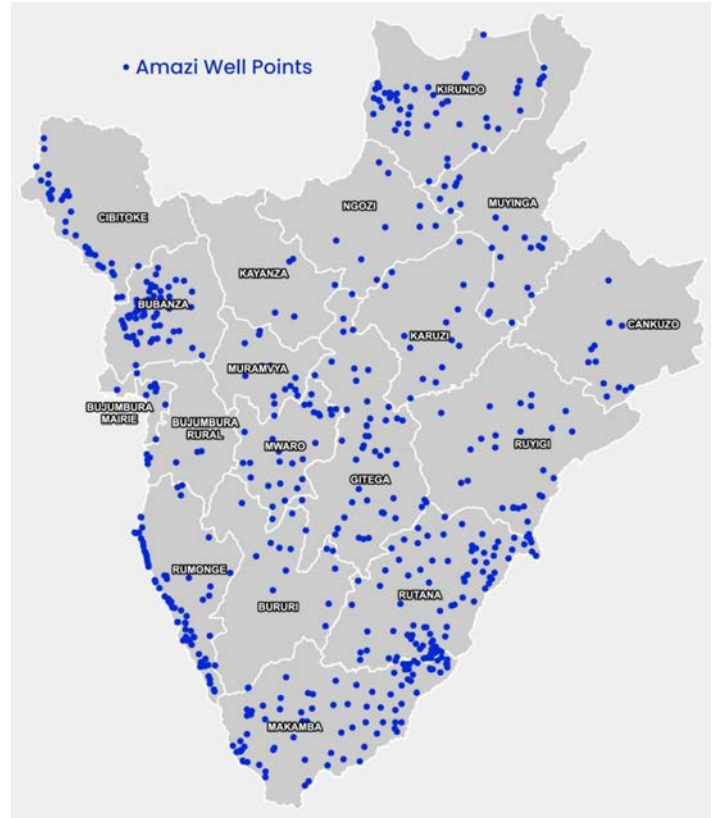 Amazi Well Points
KIRUNDO
NGOZI
MUYINGA
CIBITOKE
KAYANZA
BUBANZA
CANKUZO
KARUZI
MURAMVYA
BUJUMBURA
MAIRIE
BUJUMBURA
RURAL
MWARO
RUYIGI
GITEGA
RUMONGE
RUTANA
BURURI
MAKAMBA